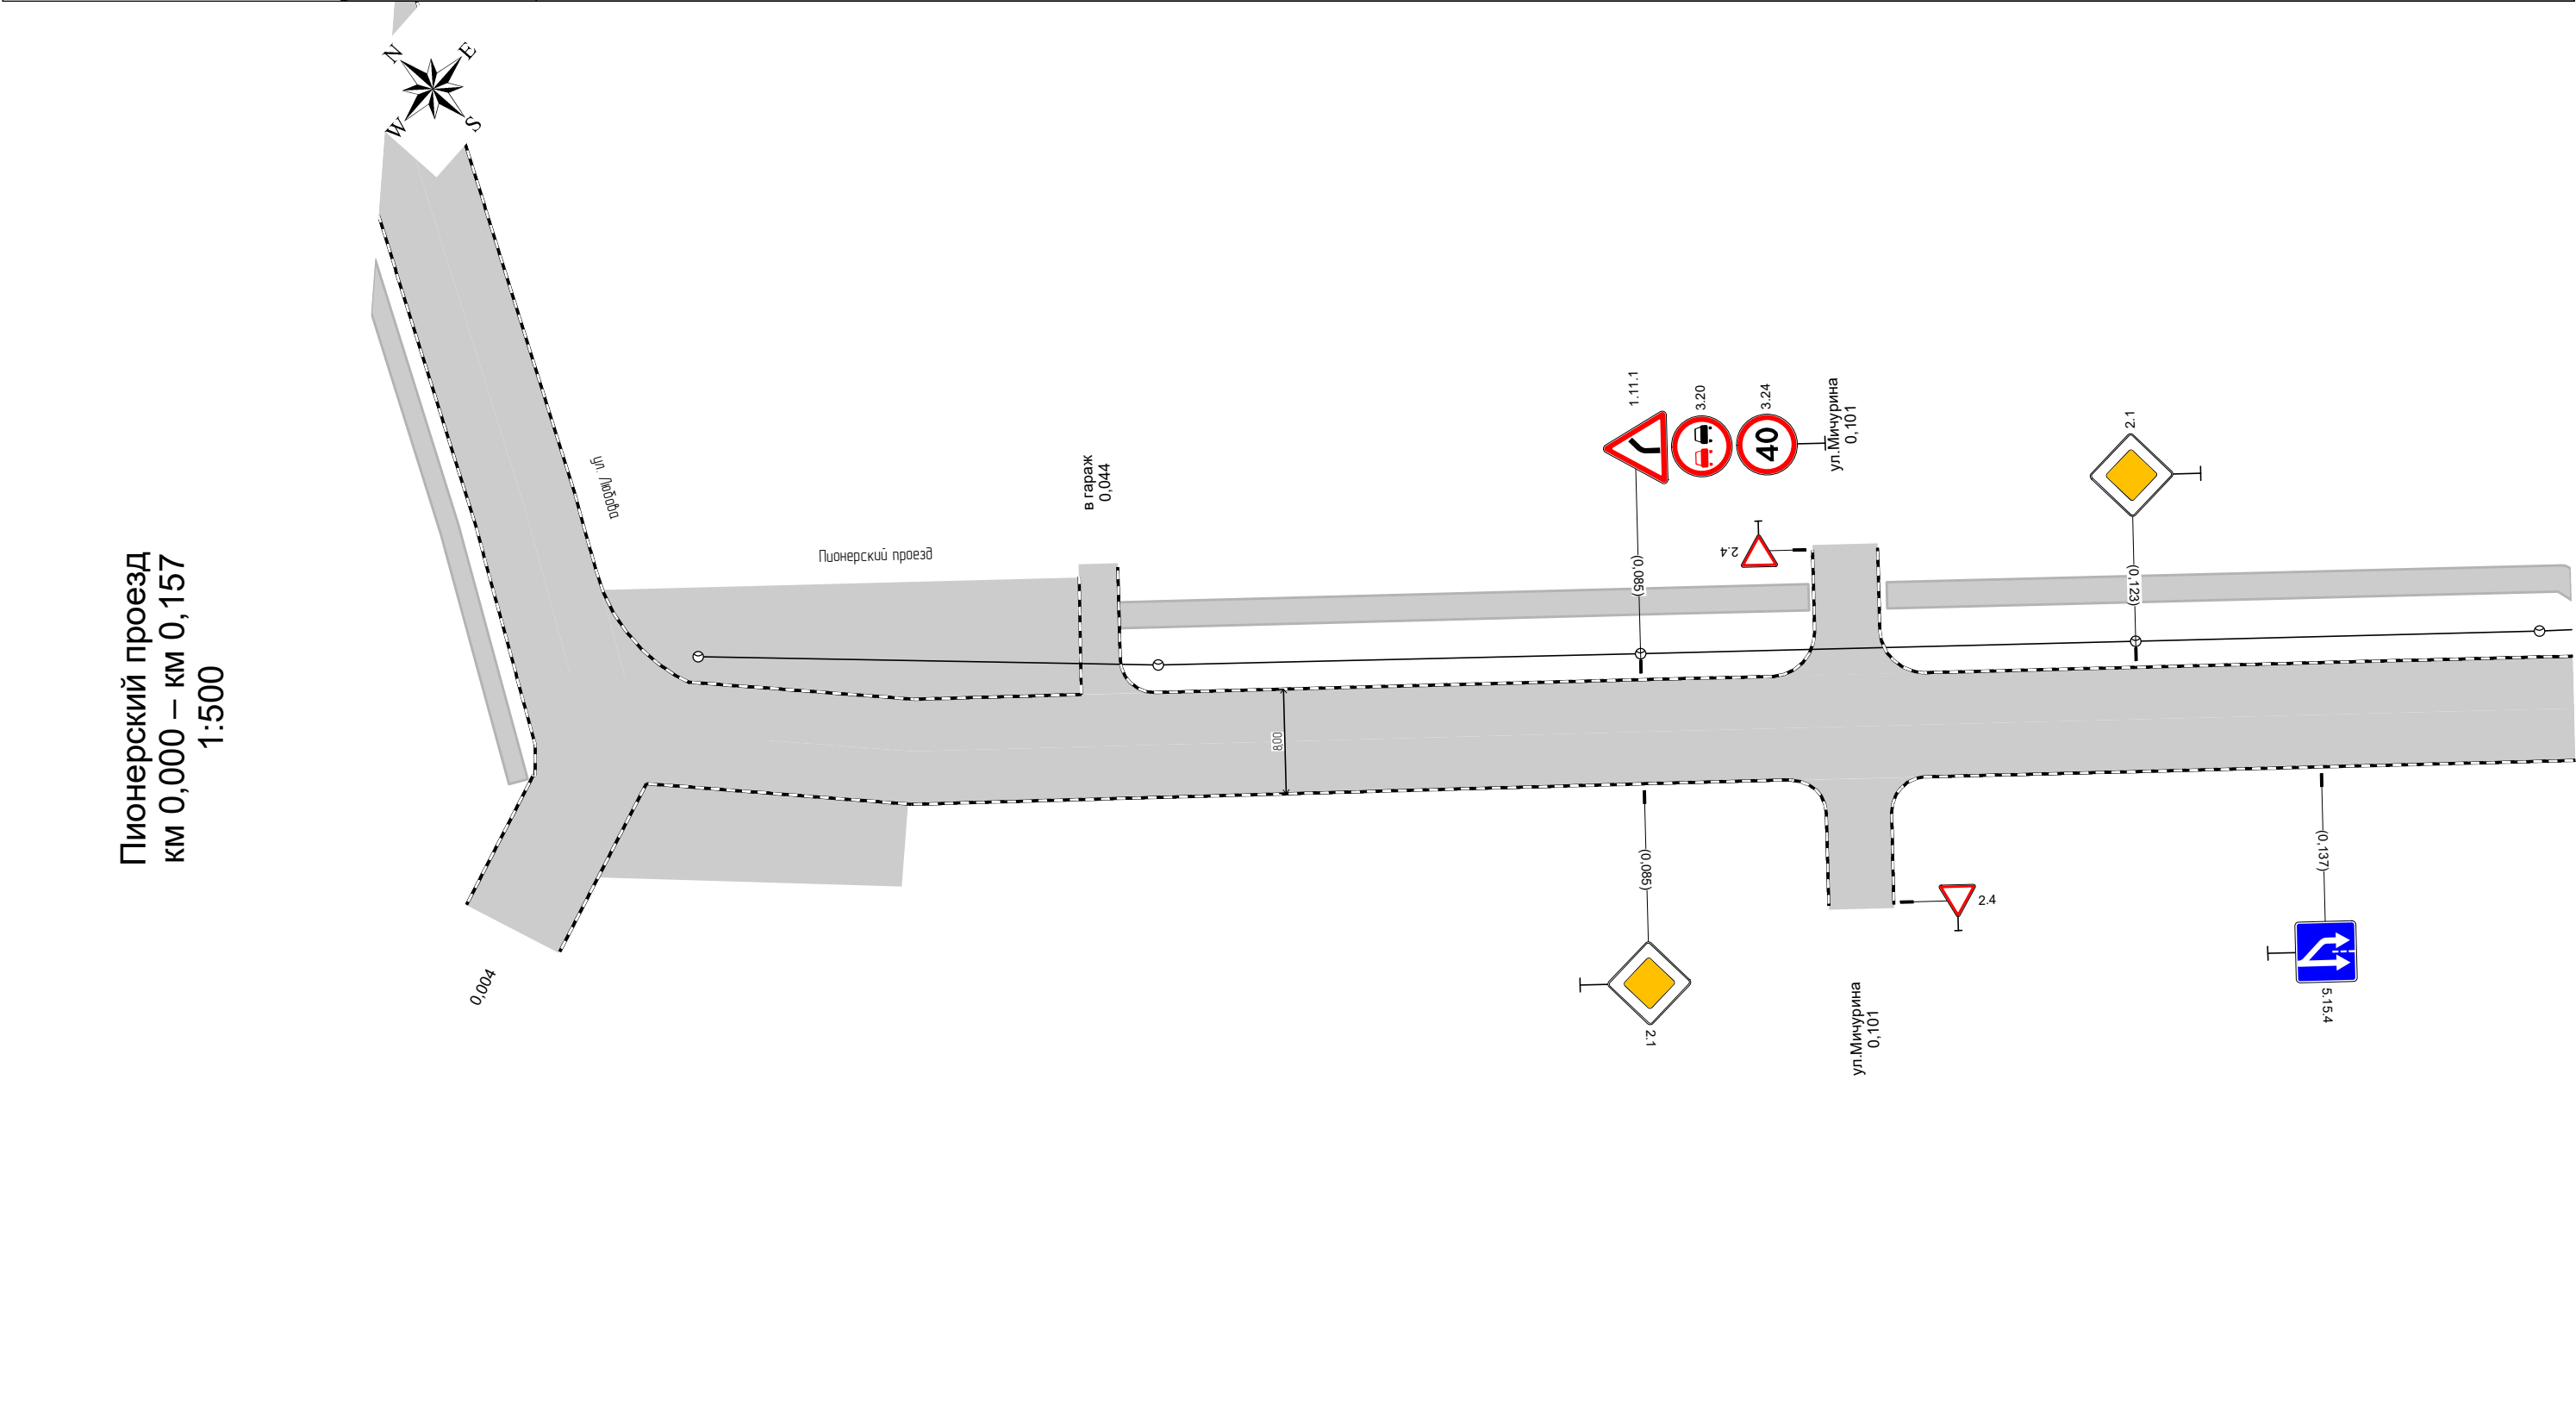 Пионерский проезд
км 0,000 – км 0,157
1:500
N
E
W
S
ул. Любова
Пионерский проезд
в гараж
0,044
1.11.1
3.20
3.24
40
ул.Мичурина
0,101
2.4
(0,085)
2.1
(0,123)
8.00
(0,085)
2.1
2.4
ул.Мичурина
0,101
(0,137)
5.15.4
0,004